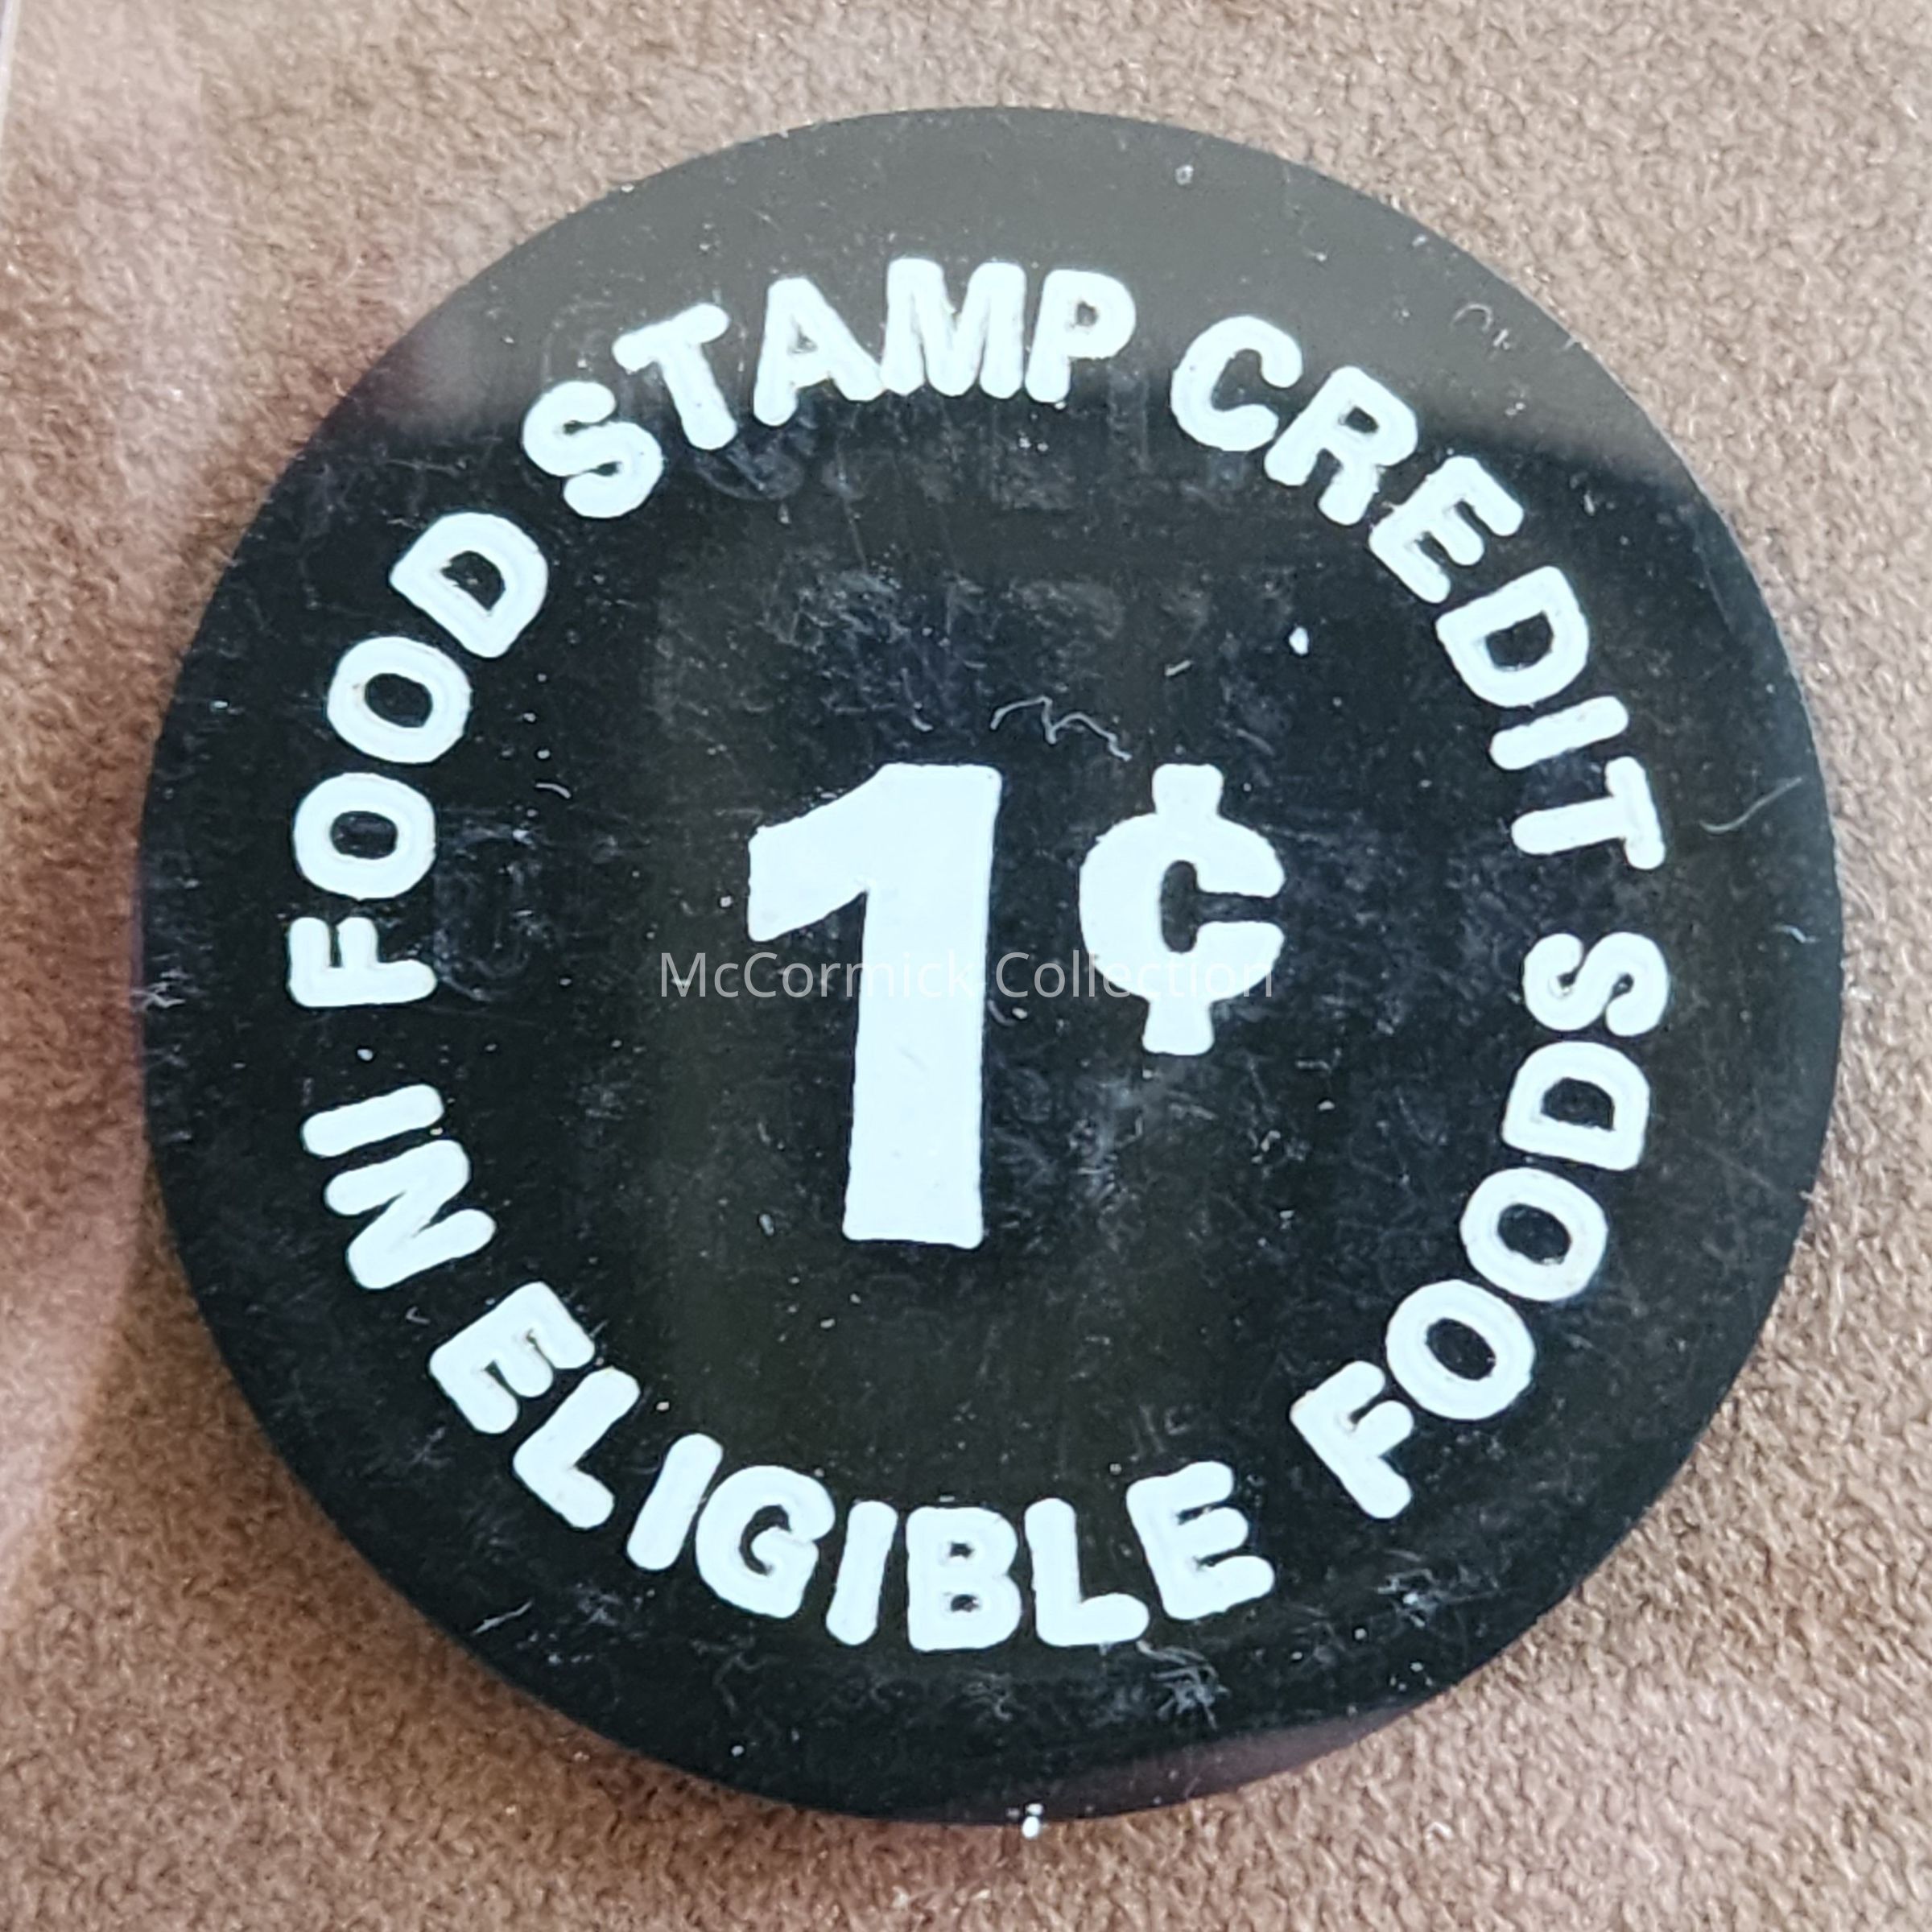 FOOD STAMP CREDIT
1¢
McCormick Collection
IN ELIGIBLE FOODS